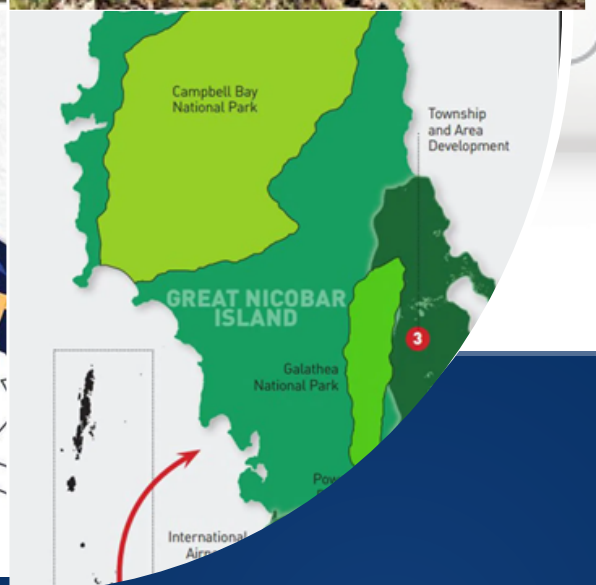 Campbell Bay
National Park
Township
and Area
Development
GREAT NICOBAR
ISLAND
3
Galathea
National Park
International